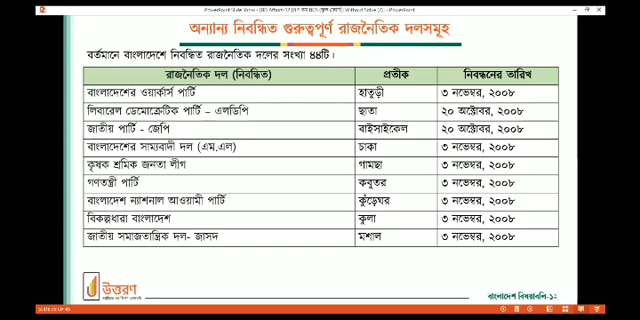 অন্যান্য নিবন্ধিত গুরুত্বপূর্ণ রাজনৈতিক দলসমূহ
বর্তমানে বাংলাদেশে নিবন্ধিত রাজনৈতিক দলের সংখ্যা ৪৪টি।
রাজনৈতিক দল (নিবন্ধিত) প্রতীক নিবন্ধনের তারিখ
বাংলাদেশের ওয়ার্কার্স পার্টি হাতুড়ী ৩ নভেম্বর, ২০০৮
লিবারেল ডেমোক্রেটিক পার্টি – এলডিপি ছাতা ২০ অক্টোবর, ২০০৮
জাতীয় পার্টি - জেপি বাইসাইকেল ২০ অক্টোবর, ২০০৮
বাংলাদেশের সাম্যবাদী দল (এম.এল) চাকা ৩ নভেম্বর, ২০০৮
কৃষক শ্রমিক জনতা লীগ গামছা ৩ নভেম্বর, ২০০৮
গণতন্ত্রী পার্টি কবুতর ৩ নভেম্বর, ২০০৮
বাংলাদেশ ন্যাশনাল আওয়ামী পার্টি কুঁড়েঘর ৩ নভেম্বর, ২০০৮
বিকল্পধারা বাংলাদেশ কুলা ৩ নভেম্বর, ২০০৮
জাতীয় সমাজতান্ত্রিক দল- জাসদ মশাল ৩ নভেম্বর, ২০০৮
উত্তরণ
বাংলাদেশ বিষয়াবলি-১২